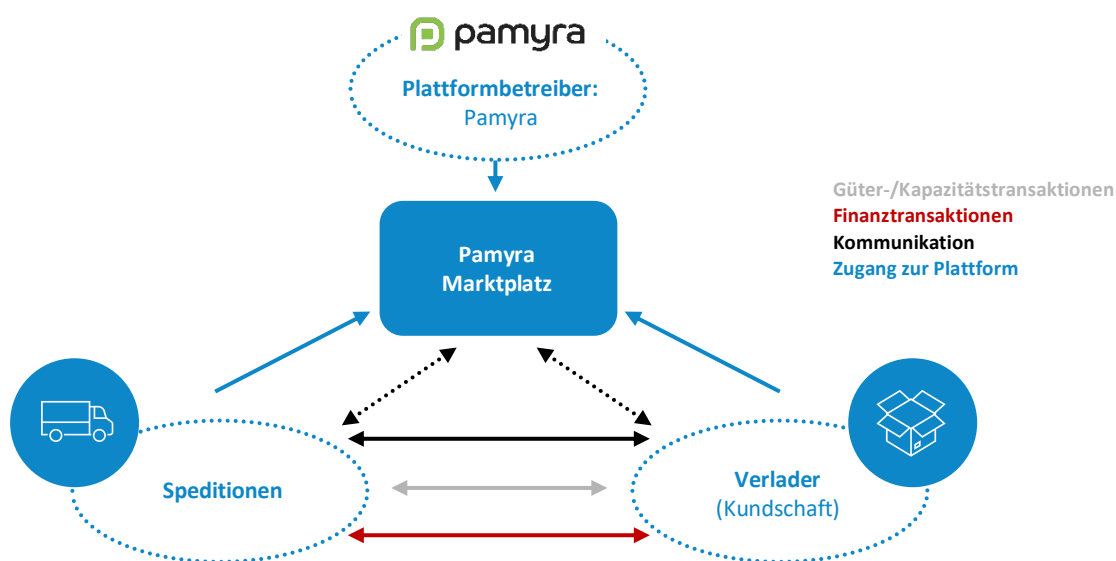 pamyra
Plattformbetreiber:
Pamyra
Pamyra
Marktplatz
Güter-/Kapazitätstransaktionen
Finanztransaktionen
Kommunikation
Zugang zur Plattform
Speditionen
Verlader
(Kundschaft)